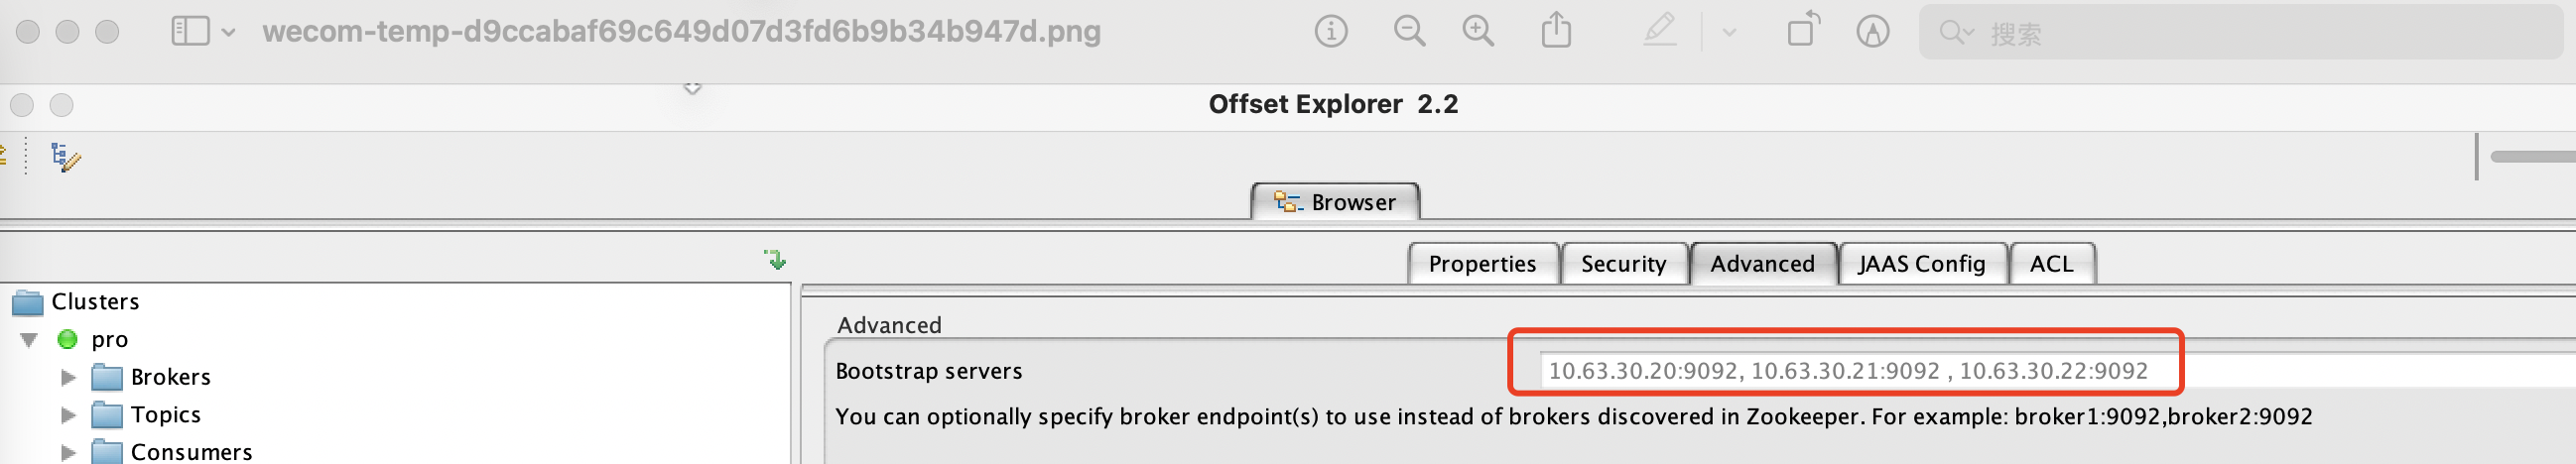 wecom-temp-d9ccabaf69c649d07d3fd6b9b34b947d.png
搜索
Offset Explorer 2.2
Browser
Properties Security Advanced JAAS Config ACL
Clusters
pro
Brokers
Topics
Consumers
Advanced
Bootstrap servers 10.63.30.20:9092, 10.63.30.21:9092 , 10.63.30.22:9092
You can optionally specify broker endpoint(s) to use instead of brokers discovered in Zookeeper. For example: broker1:9092,broker2:9092